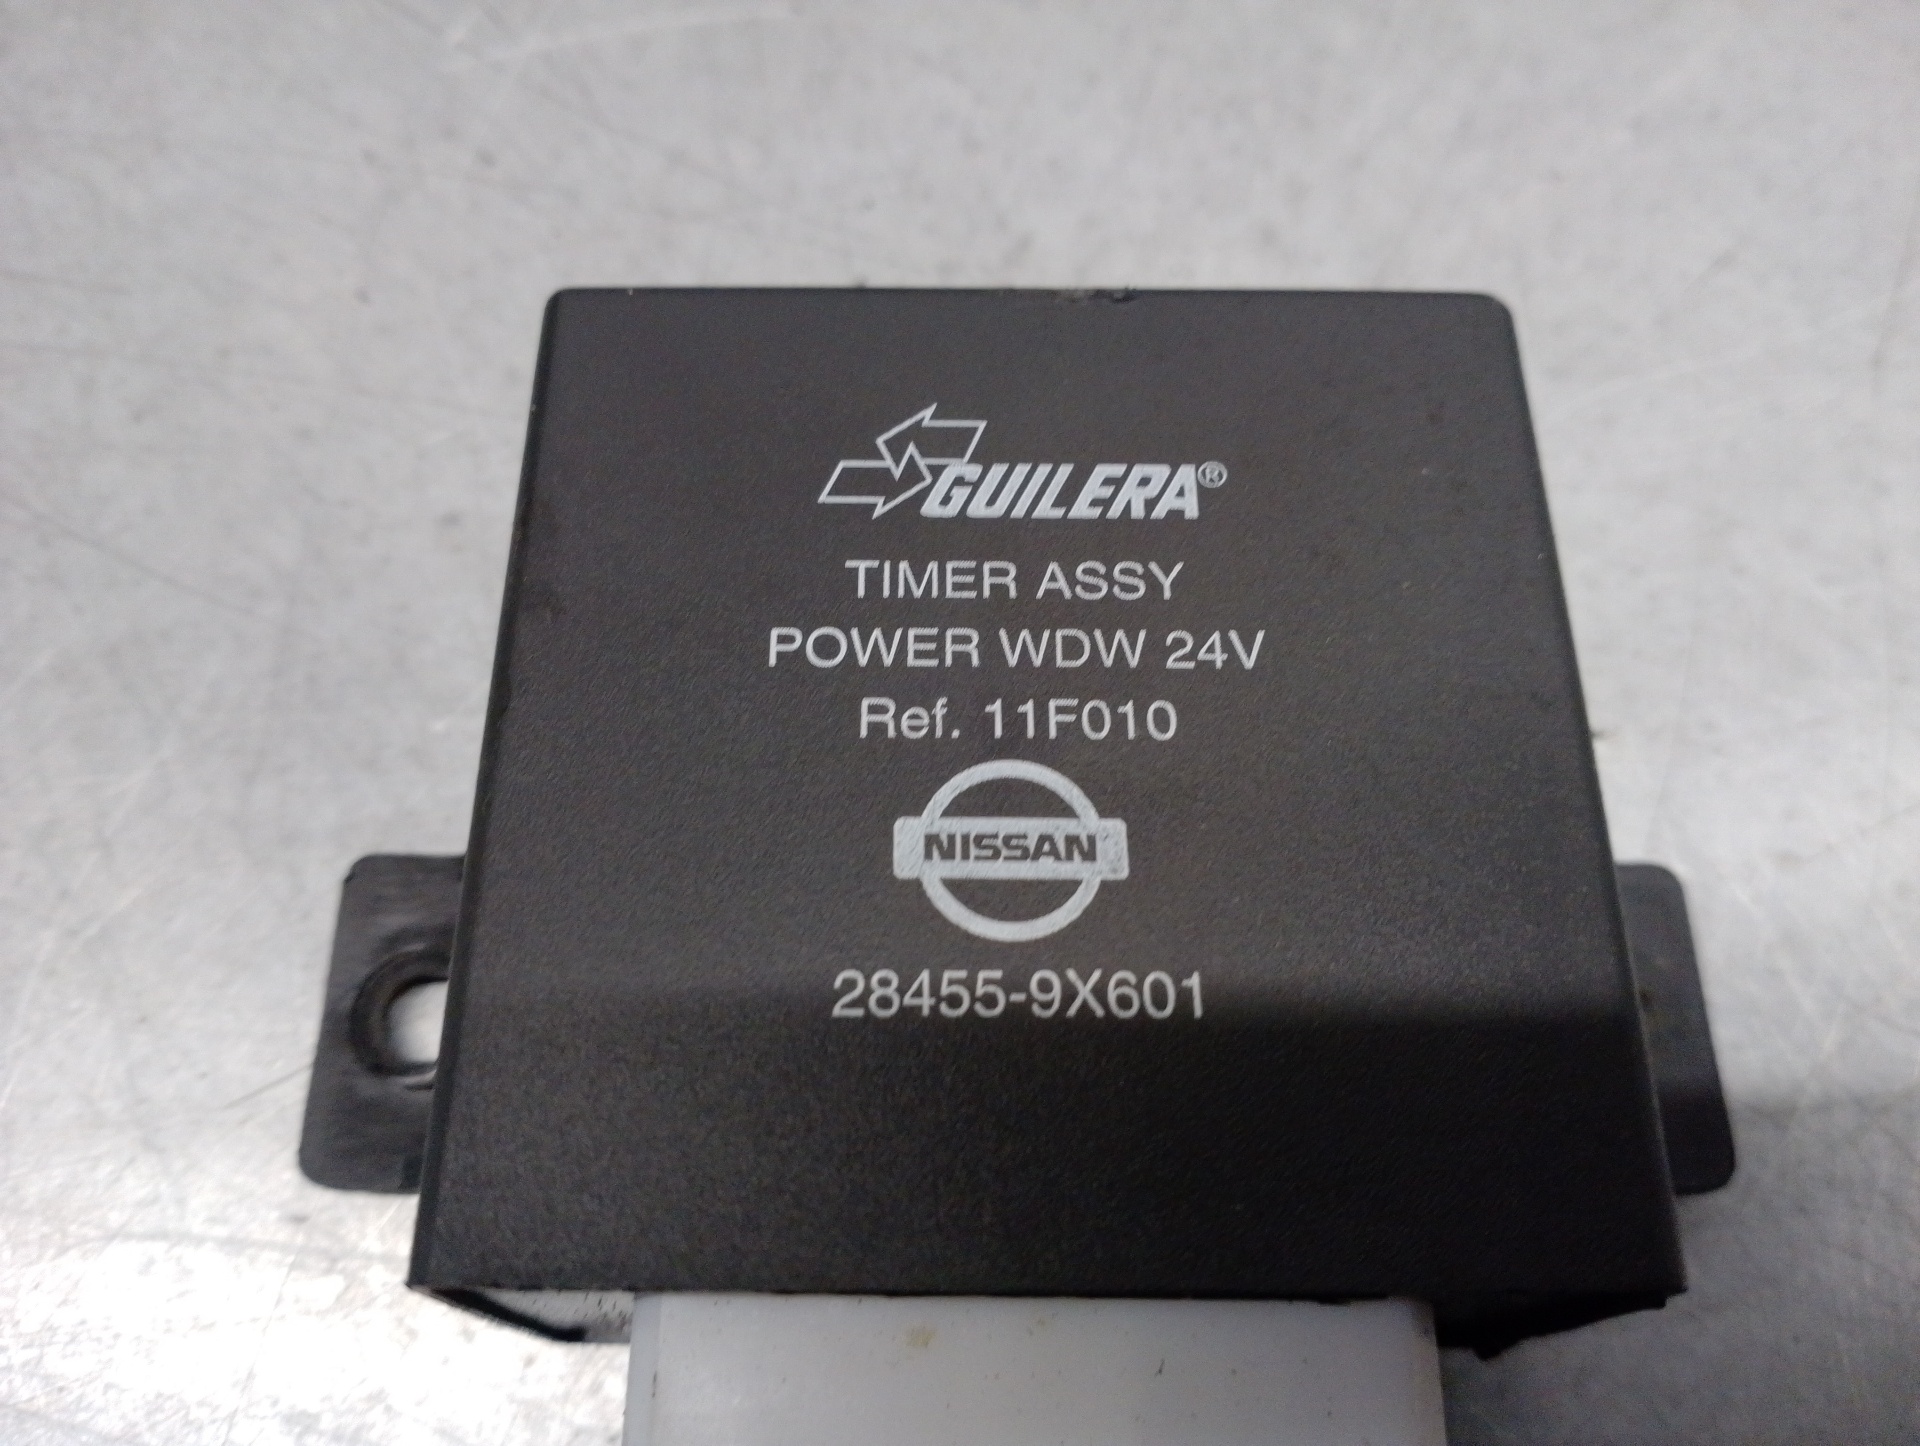 GUILERA®
TIMER ASSY
POWER WDW 24V
Ref. 11F010
NISSAN
28455-9X601